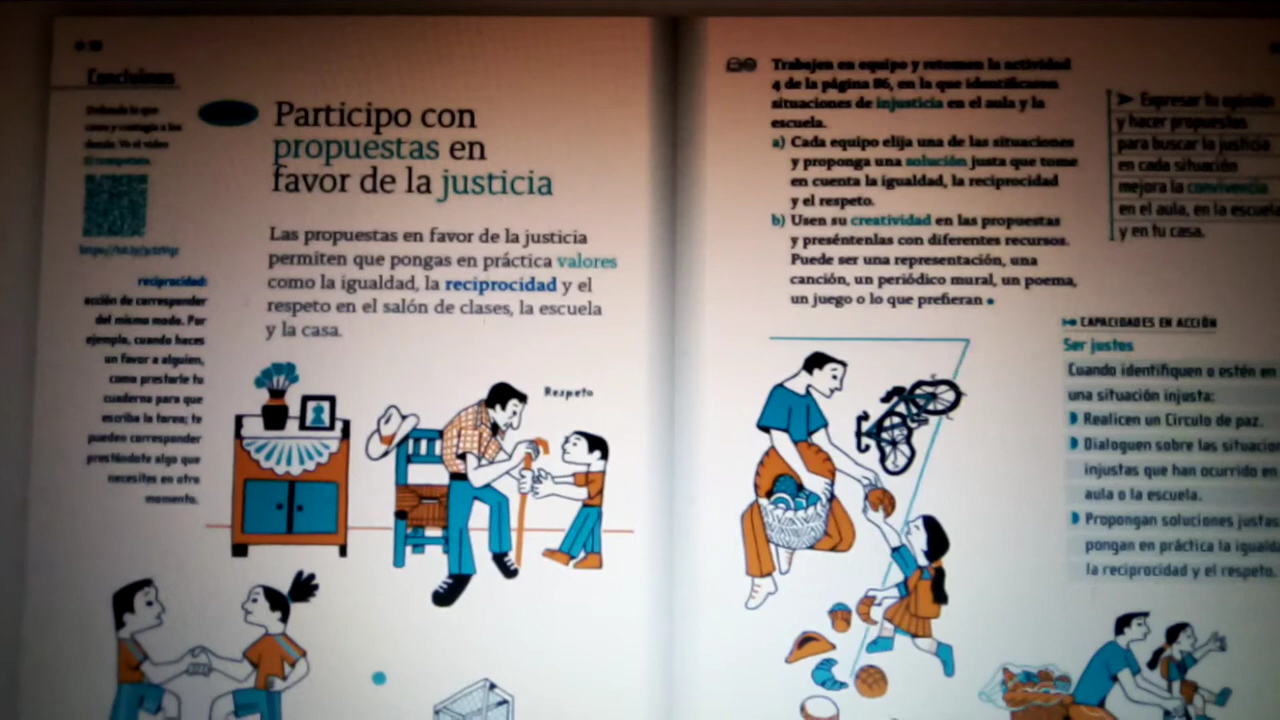 Conclusiones
Participo con
propuestas en
favor de la justicia
Las propuestas en favor de la justicia
permiten que pongas en práctica valores
como la igualdad, la reciprocidad y el
respeto en el salón de clases, la escuela
y la casa.
reciprocidad:
acción de corresponder
del mismo modo. Por
ejemplo, cuando haces
un favor a alguien,
como prestarle tu
cuaderno para que
escriba la tarea; te
pueden corresponder
prestándote algo que
necesites en otro
momento.
Respeto
Trabajen en equipo y retomen la actividad
4 de la página 86, en la que identificaron
situaciones de injusticia en el aula y la
escuela.
a) Cada equipo elija una de las situaciones
y proponga una solución justa que tome
en cuenta la igualdad, la reciprocidad
y el respeto.
b) Usen su creatividad en las propuestas
y preséntenlas con diferentes recursos.
Puede ser una representación, una
canción, un periódico mural, un poema,
un juego o lo que prefieran
Expresar tu opinión
y hacer propuestas
para buscar la justicia
en cada situación
mejora la convivencia
en el aula, en la escuela
y en tu casa.
CAPACIDADES EN ACCIÓN
Ser justos
Cuando identifiquen o estén en
una situación injusta:
Realicen un Círculo de paz.
Dialoguen sobre las situacio
injustas que han ocurrido en
aula o la escuela.
Propongan soluciones justas
pongan en práctica la iguald
la reciprocidad y el respeto.